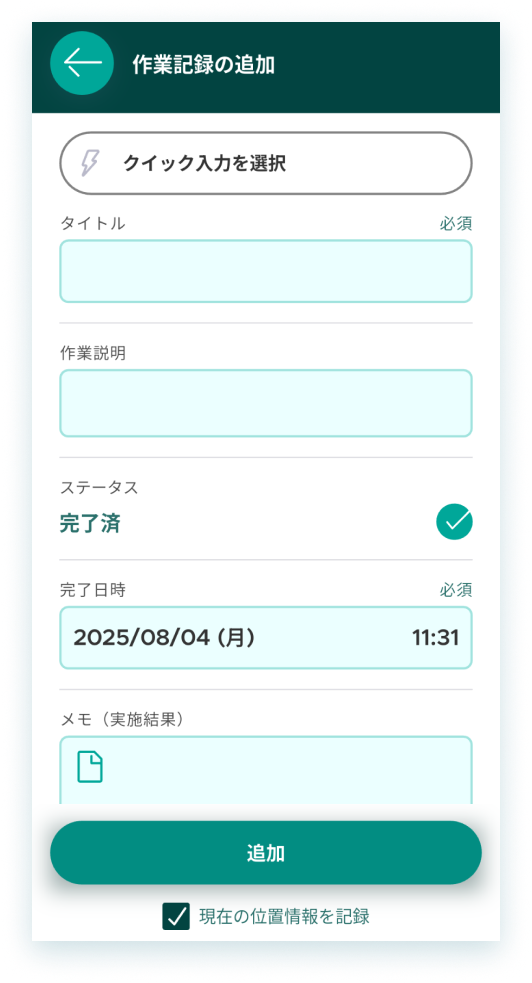 作業記録の追加
クイック入力を選択
タイトル 必須
作業説明
ステータス
完了済
完了日時 必須
2025/08/04 (月) 11:31
メモ（実施結果）
追加
現在の位置情報を記録